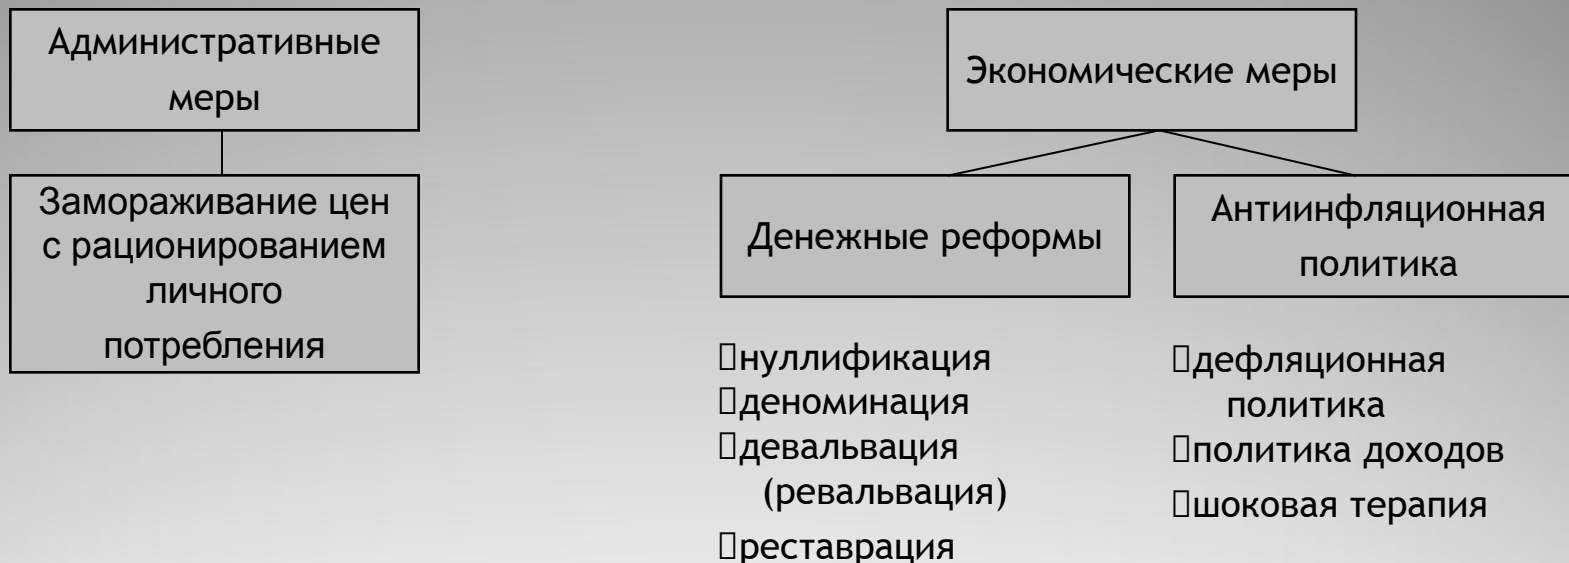 Административные
меры
Экономические меры
Замораживание цен
с рационированием
личного
потребления
Денежные реформы
Антиинфляционная
политика
нуллификация
деноминация
девальвация
(ревальвация)
реставрация
дефляционная
политика
политика доходов
шоковая терапия